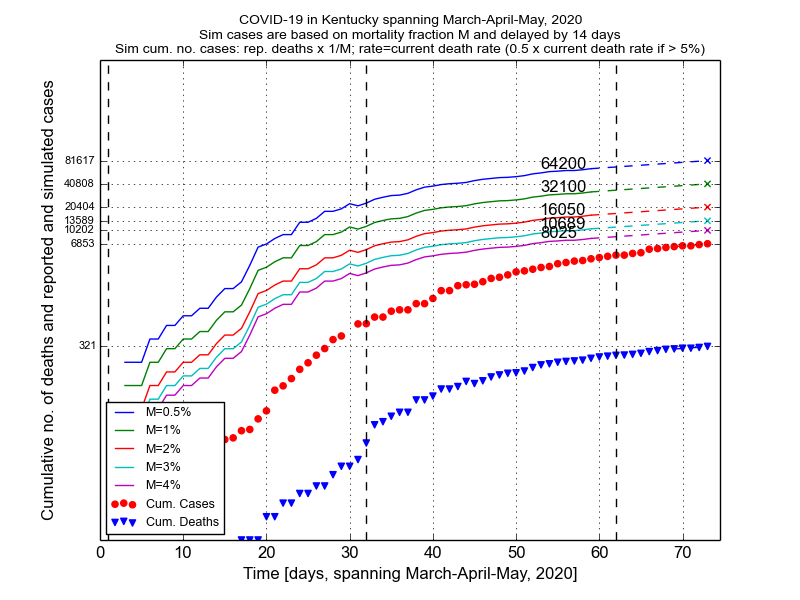 COVID-19 in Kentucky spanning March-April-May, 2020
Sim cases are based on mortality fraction M and delayed by 14 days
Sim cum. no. cases: rep. deaths x 1/M; rate=current death rate (0.5 x current death rate if > 5%)
Cumulative no. of deaths and reported and simulated cases
81617
40808
20404
13589
10202
6853
321
64200
32100
16050
10689
8025
M=0.5%
M=1%
M=2%
M=3%
M=4%
Cum. Cases
Cum. Deaths
0 10 20 30 40 50 60 70
Time [days, spanning March-April-May, 2020]